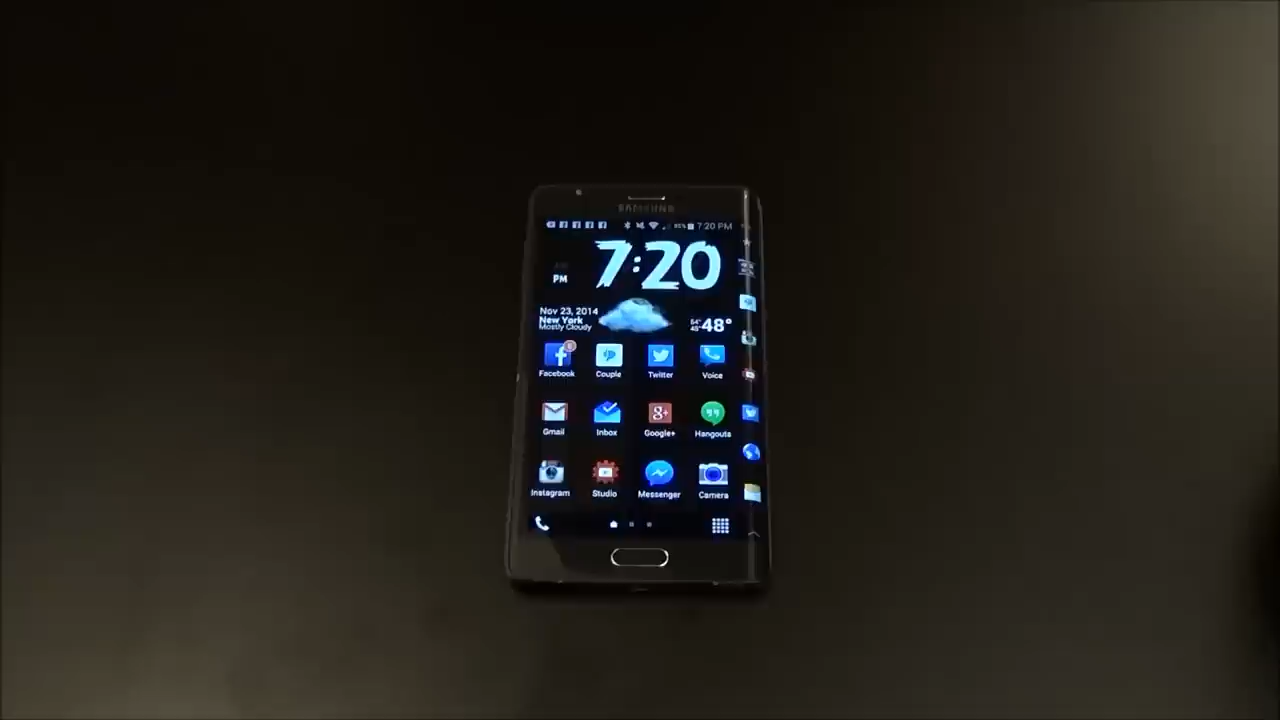 SAMSUNG
7:20 PM
7:20
PM
Nov 23, 2014
New York
Mostly Cloudy
48°
Facebook Couple Twitter Voice
Gmail Inbox Google+ Hangouts
Instagram Studio Messenger Camera